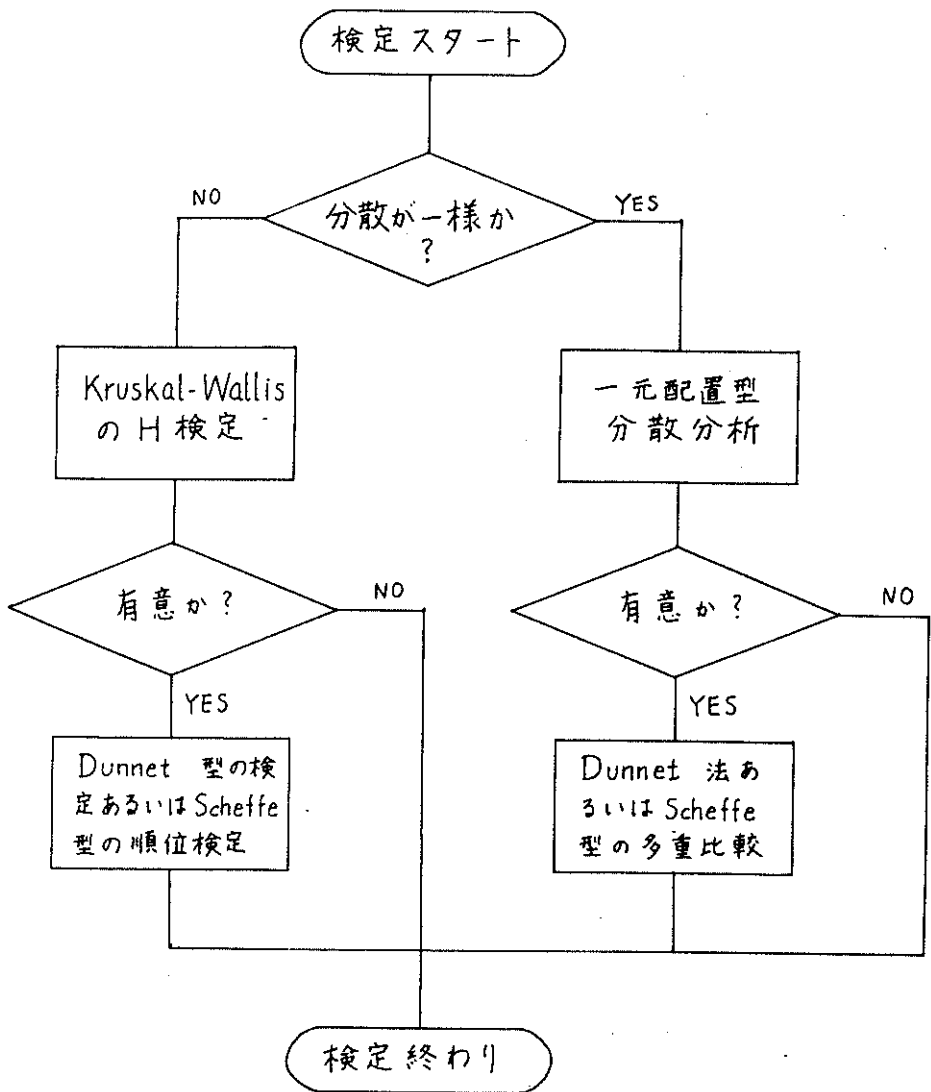 検定スタート
分散が一様か
?
NO
YES
Kruskal-Wallis
の H 検定
一元配置型
分散分析
有意か?
NO
YES
有意か?
NO
YES
Dunnet 型の検
定あるいはScheffe
型の順位検定
Dunnet 法あ
るいはScheffe
型の多重比較
検定終わり